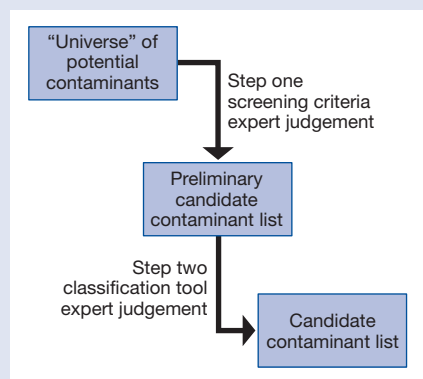 “Universe” of
potential
contaminants
Step one
screening criteria
expert judgement
Preliminary
candidate
contaminant list
Step two
classification tool
expert judgement
Candidate
contaminant list